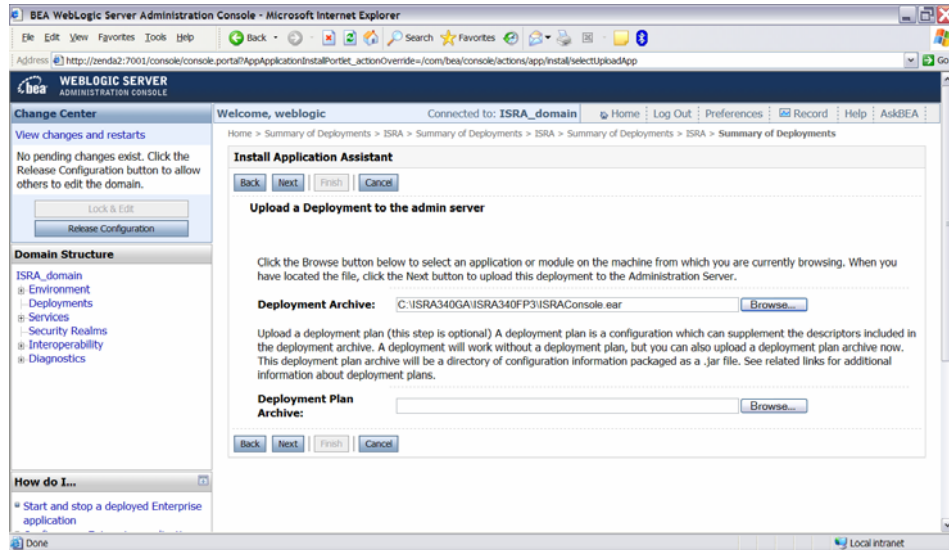 BEA WebLogic Server Administration Console - Microsoft Internet Explorer
File Edit View Favorites Tools Help
Back Search Favorites
Address http://zenda2:7001/console/console.portal?AppApplicationInstallPortlet_actionOverride=/com/bea/console/actions/app/install/selectUploadApp Go
bea WEBLOGIC SERVER
ADMINISTRATION CONSOLE
Change Center
View changes and restarts
No pending changes exist. Click the
Release Configuration button to allow
others to edit the domain.
Lock & Edit
Release Configuration
Domain Structure
ISRA_domain
Environment
Deployments
Services
Security Realms
Interoperability
Diagnostics
How do I...
Start and stop a deployed Enterprise
application
Welcome, weblogic Connected to: ISRA_domain Home Log Out Preferences Record Help AskBEA
Home > Summary of Deployments > ISRA > Summary of Deployments > ISRA > Summary of Deployments > ISRA > Summary of Deployments
Install Application Assistant
Back Next Finish Cancel
Upload a Deployment to the admin server
Click the Browse button below to select an application or module on the machine from which you are currently browsing. When you
have located the file, click the Next button to upload this deployment to the Administration Server.
Deployment Archive: C:\ISRA340GA\ISRA340FP3\ISRAConsole.ear Browse...
Upload a deployment plan (this step is optional) A deployment plan is a configuration which can supplement the descriptors included in
the deployment archive. A deployment will work without a deployment plan, but you can also upload a deployment plan archive now.
This deployment plan archive will be a directory of configuration information packaged as a .jar file. See related links for additional
information about deployment plans.
Deployment Plan
Archive: Browse...
Back Next Finish Cancel
Done Local intranet